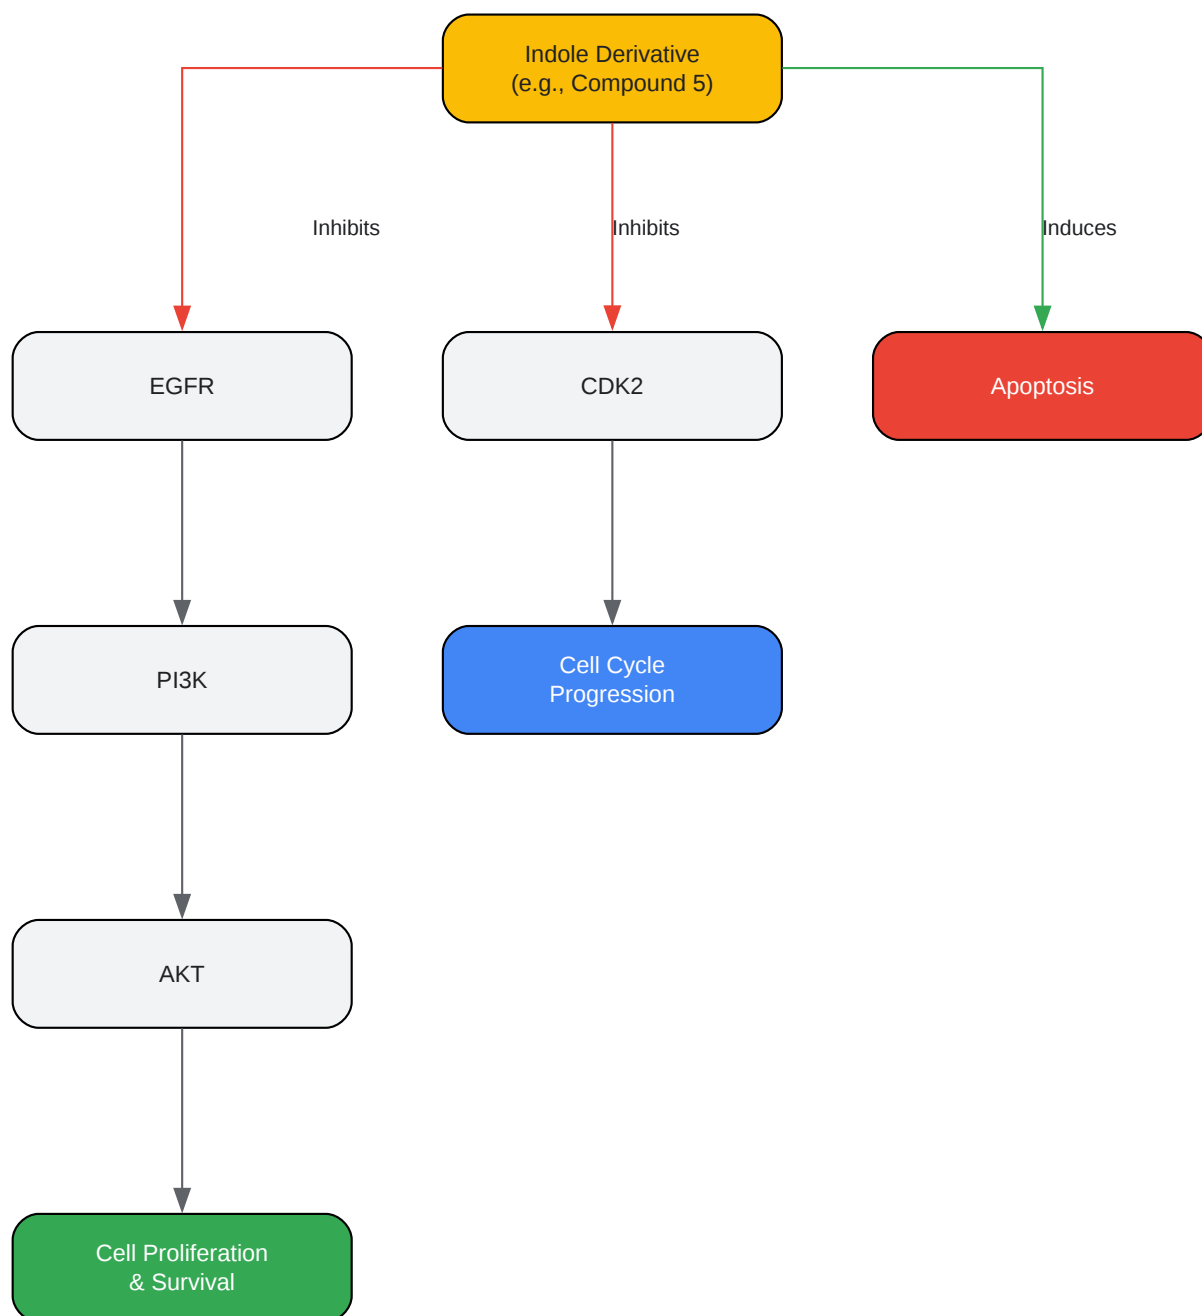 Indole Derivative
(e.g., Compound 5)
Inhibits
Inhibits
Induces
EGFR
CDK2
Apoptosis
PI3K
Cell Cycle
Progression
AKT
Cell Proliferation
& Survival